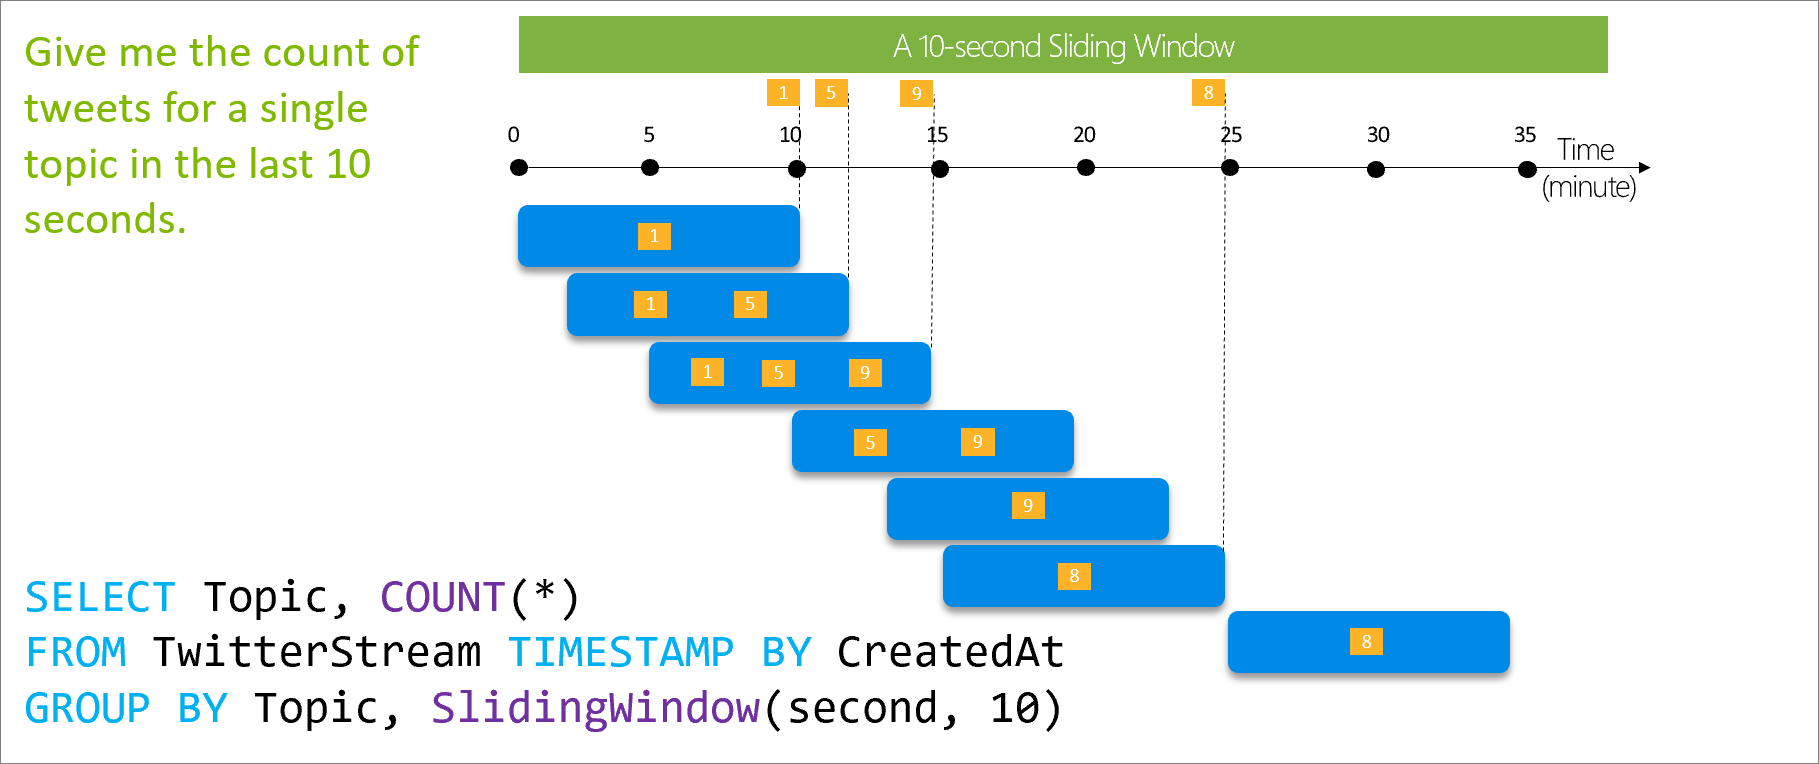 Give me the count of
tweets for a single
topic in the last 10
seconds.
A 10-second Sliding Window
1 5 9 8
0 5 10 15 20 25 30 35
Time
(minute)
1
1 5
1 5 9
5 9
9
8
8
SELECT Topic, COUNT(*)
FROM TwitterStream TIMESTAMP BY CreatedAt
GROUP BY Topic, SlidingWindow(second, 10)